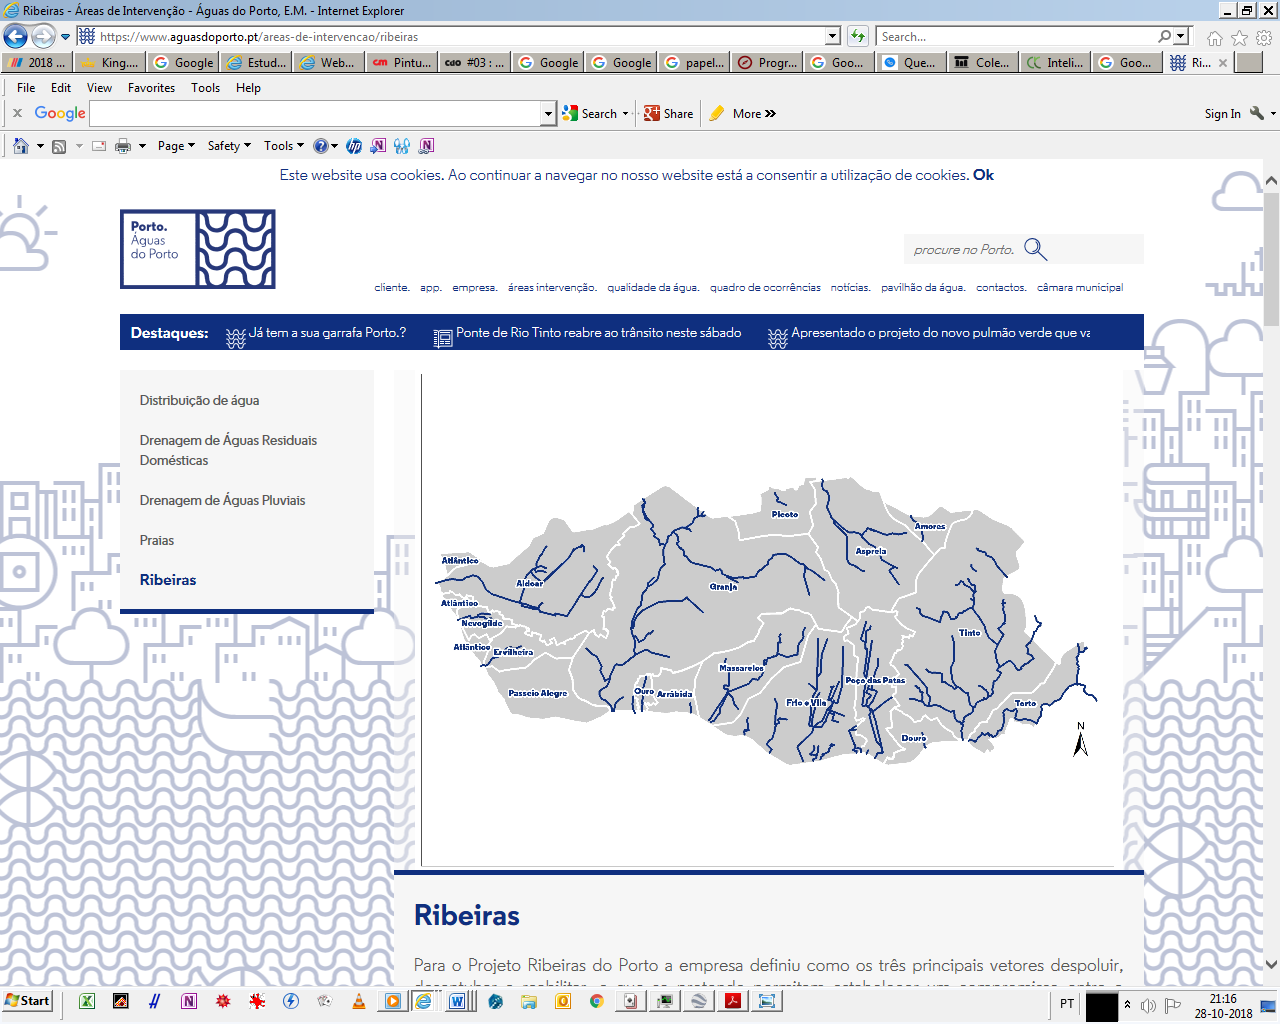 Ribeiras - Áreas de Intervenção - Águas do Porto, E.M. - Internet Explorer
https://www.aguasdoporto.pt/areas-de-intervencao/ribeiras
Search...
2018 ... King.... Google Estud... Web... Pintu... #03 : ... Google Google papel... Progr... Goo... Que... Cole... Inteli... Goo... Ri...
File Edit View Favorites Tools Help
x Google Search Share More » Sign In
Page Safety Tools
Este website usa cookies. Ao continuar a navegar no nosso website está a consentir a utilização de cookies. Ok
Porto.
Águas
do Porto
procure no Porto.
cliente. app. empresa. áreas intervenção. qualidade da água. quadro de ocorrências notícias. pavilhão da água. contactos. câmara municipal
Destaques: Já tem a sua garrafa Porto.? Ponte de Rio Tinto reabre ao trânsito neste sábado Apresentado o projeto do novo pulmão verde que va
Distribuição de água
Drenagem de Águas Residuais
Domésticas
Drenagem de Águas Pluviais
Praias
Ribeiras
Picoto
Amores
Asprela
Atlântico
Aldoar
Granja
Atlântico
Nevogilde
Tinto
Atlântico
Ervilheira
Massarelos
Poço das Patas
Passeio Alegre
Ouro
Arrábida
Frio e Vila
Torto
Douro
N
Ribeiras
Para o Projeto Ribeiras do Porto a empresa definiu como os três principais vetores despoluir,
Start
PT
21:16
28-10-2018